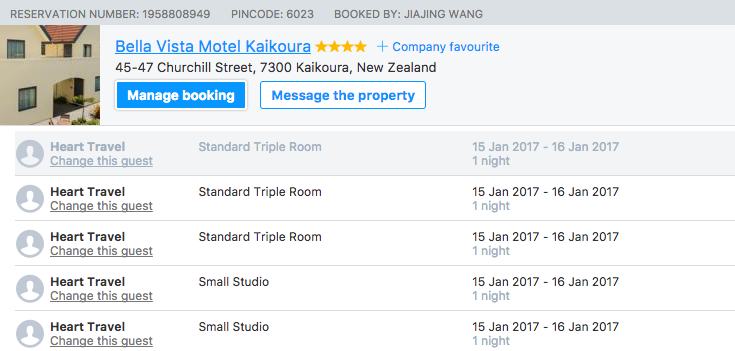 RESERVATION NUMBER: 1958808949 PINCODE: 6023 BOOKED BY: JIAJING WANG
Bella Vista Motel Kaikoura ★★★★ + Company favourite
45-47 Churchill Street, 7300 Kaikoura, New Zealand
Manage booking Message the property
Heart Travel Standard Triple Room 15 Jan 2017 - 16 Jan 2017
Change this guest 1 night
Heart Travel Standard Triple Room 15 Jan 2017 - 16 Jan 2017
Change this guest 1 night
Heart Travel Standard Triple Room 15 Jan 2017 - 16 Jan 2017
Change this guest 1 night
Heart Travel Small Studio 15 Jan 2017 - 16 Jan 2017
Change this guest 1 night
Heart Travel Small Studio 15 Jan 2017 - 16 Jan 2017
Change this guest 1 night